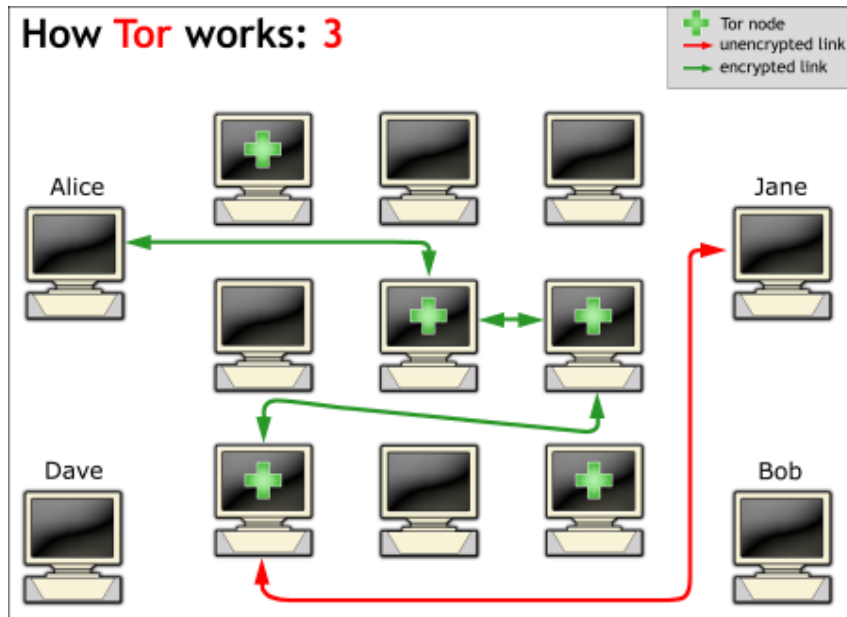 How Tor works: 3
Tor node
unencrypted link
encrypted link
Alice
Jane
Dave
Bob